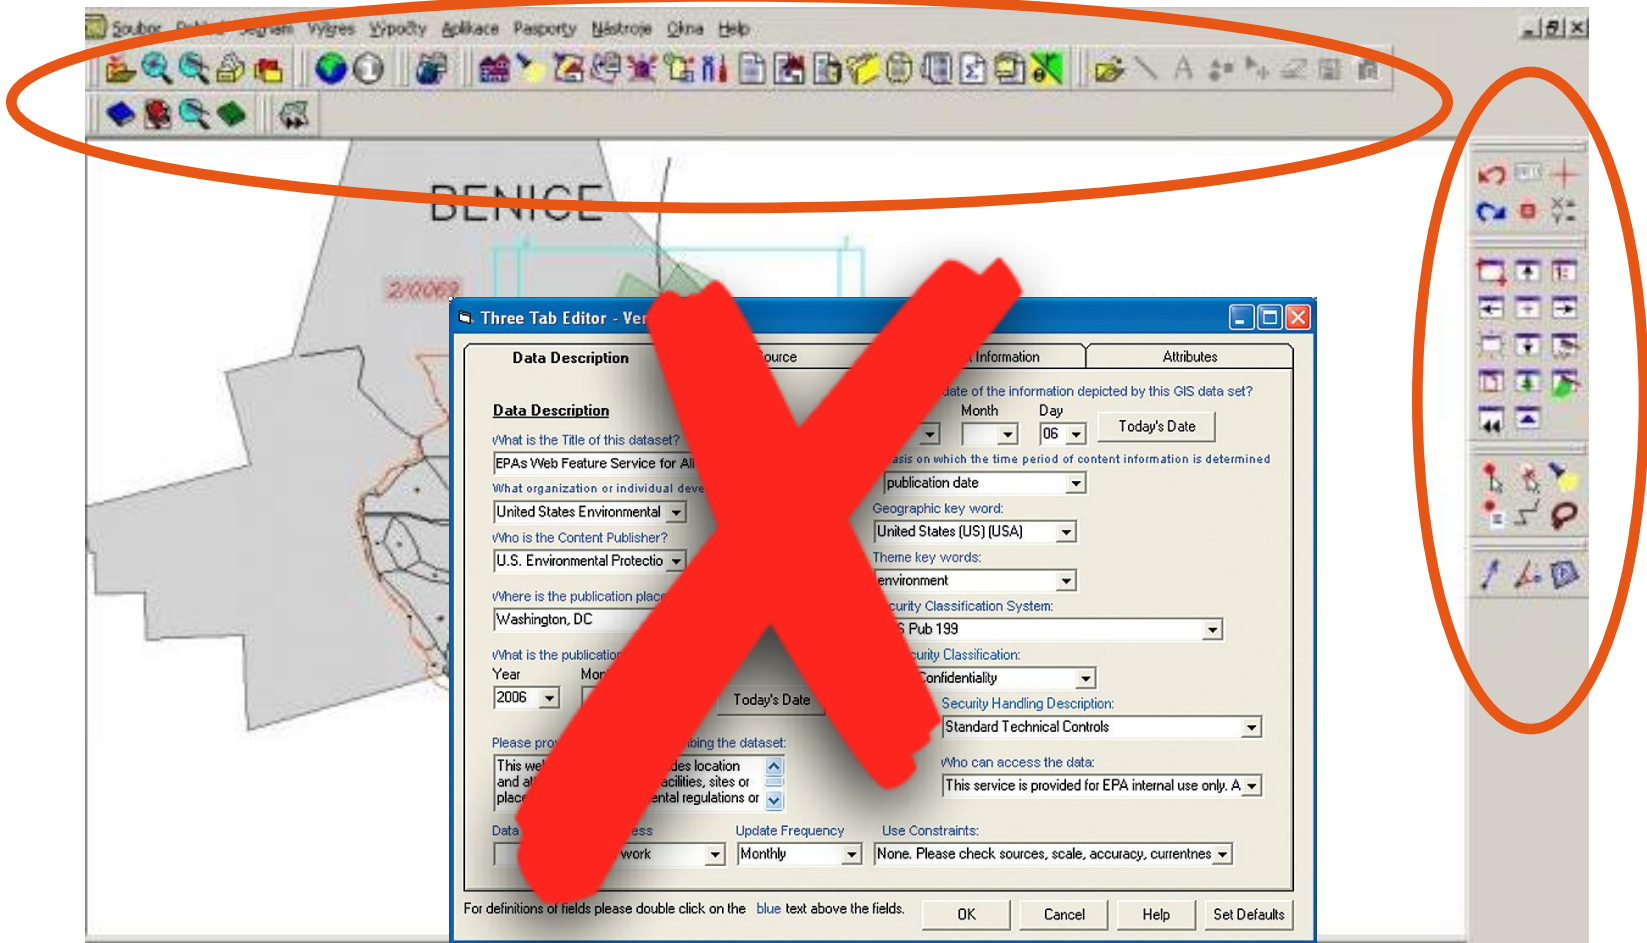 Soubor Výkres Výpočty Aplikace Pasporty Nástroje Okna Help
BENICE
2/0069
Three Tab Editor - Ver
Data Description
ource
Information
Attributes
Data Description
date of the information depicted by this GIS data set?
Month Day
06 Today's Date
What is the Title of this dataset?
EPAs Web Feature Service for All
asis on which the time period of content information is determined
publication date
What organization or individual deve
United States Environmental
Geographic key word:
United States (US) (USA)
Who is the Content Publisher?
U.S. Environmental Protectio
Theme key words:
environment
Where is the publication place
Washington, DC
curity Classification System:
S Pub 199
What is the publication
Year Mon
2006 Today's Date
curity Classification:
Confidentiality
Security Handling Description:
Standard Technical Controls
Please pro bing the dataset:
This we des location
and at acilities, sites or
place ental regulations or
Who can access the data:
This service is provided for EPA internal use only. A
Data ess
work
Update Frequency
Monthly
Use Constraints:
None. Please check sources, scale, accuracy, currentnes
For definitions of fields please double click on the blue text above the fields.
OK Cancel Help Set Defaults